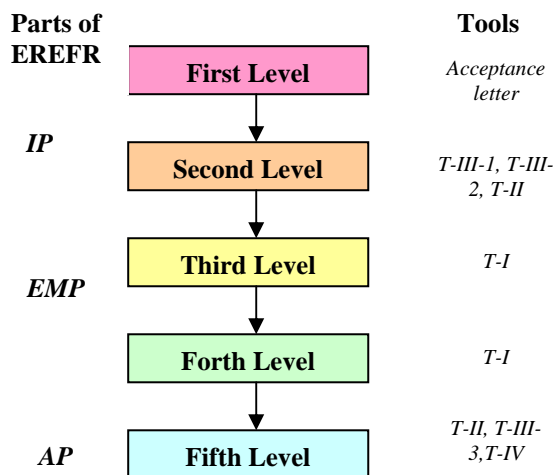 Parts of
EREFR
Tools
First Level
Acceptance
letter
IP
Second Level
T-III-1, T-III-
2, T-II
Third Level
T-I
EMP
Forth Level
T-I
AP
Fifth Level
T-II, T-III-
3,T-IV